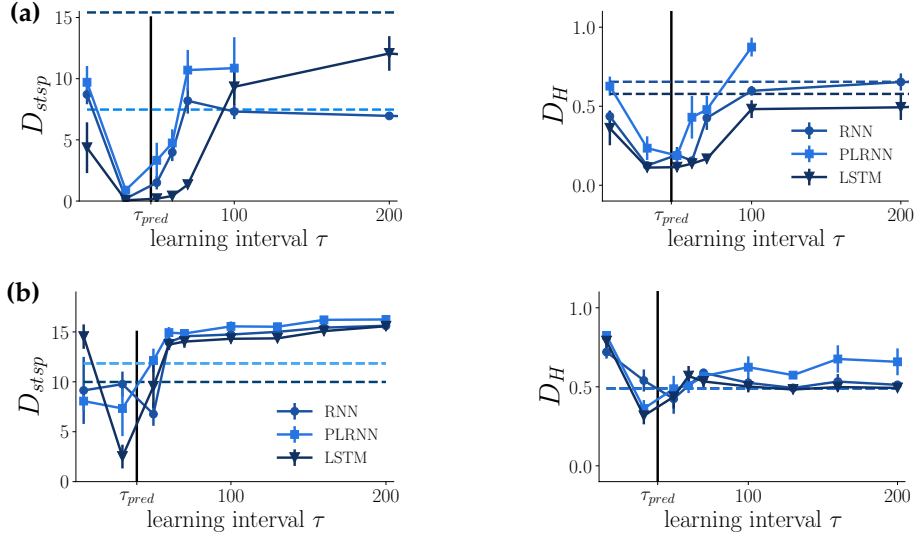 (a)
15
10
5
0
D_stsp
τ_pred
100
200
learning interval τ
1.0
0.5
0.0
D_H
RNN
PLRNN
LSTM
τ_pred
100
200
learning interval τ
(b)
15
10
5
0
D_stsp
RNN
PLRNN
LSTM
τ_pred
100
200
learning interval τ
1.0
0.5
0.0
D_H
τ_pred
100
200
learning interval τ